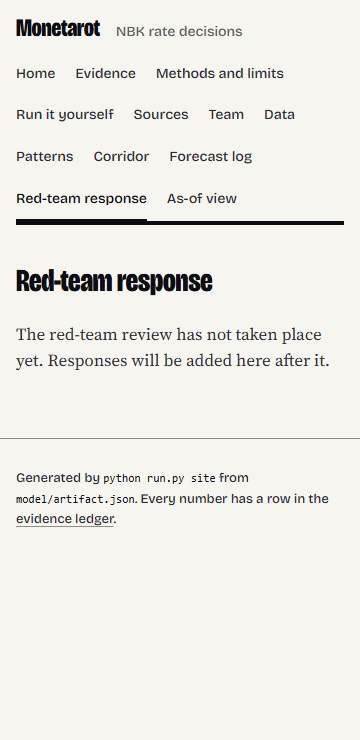 Monetarot NBK rate decisions
Home Evidence Methods and limits
Run it yourself Sources Team Data
Patterns Corridor Forecast log
Red-team response As-of view
Red-team response
The red-team review has not taken place
yet. Responses will be added here after it.
Generated by python run.py site from
model/artifact.json. Every number has a row in the
evidence ledger.